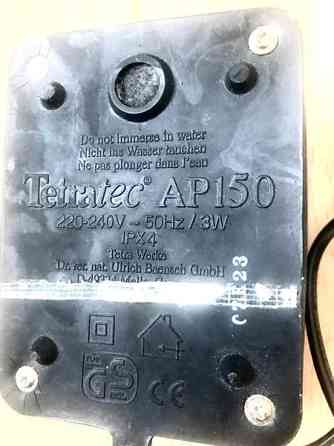 Do not immerse in water
Nicht ins Wasser tauchen
Ne pas plonger dans l'eau
Tetratec® AP150
220-240V ~ 50Hz / 3W
IPX4
Tetra Werke
Dr. rer. nat. Ulrich Baensch GmbH
GS
CE